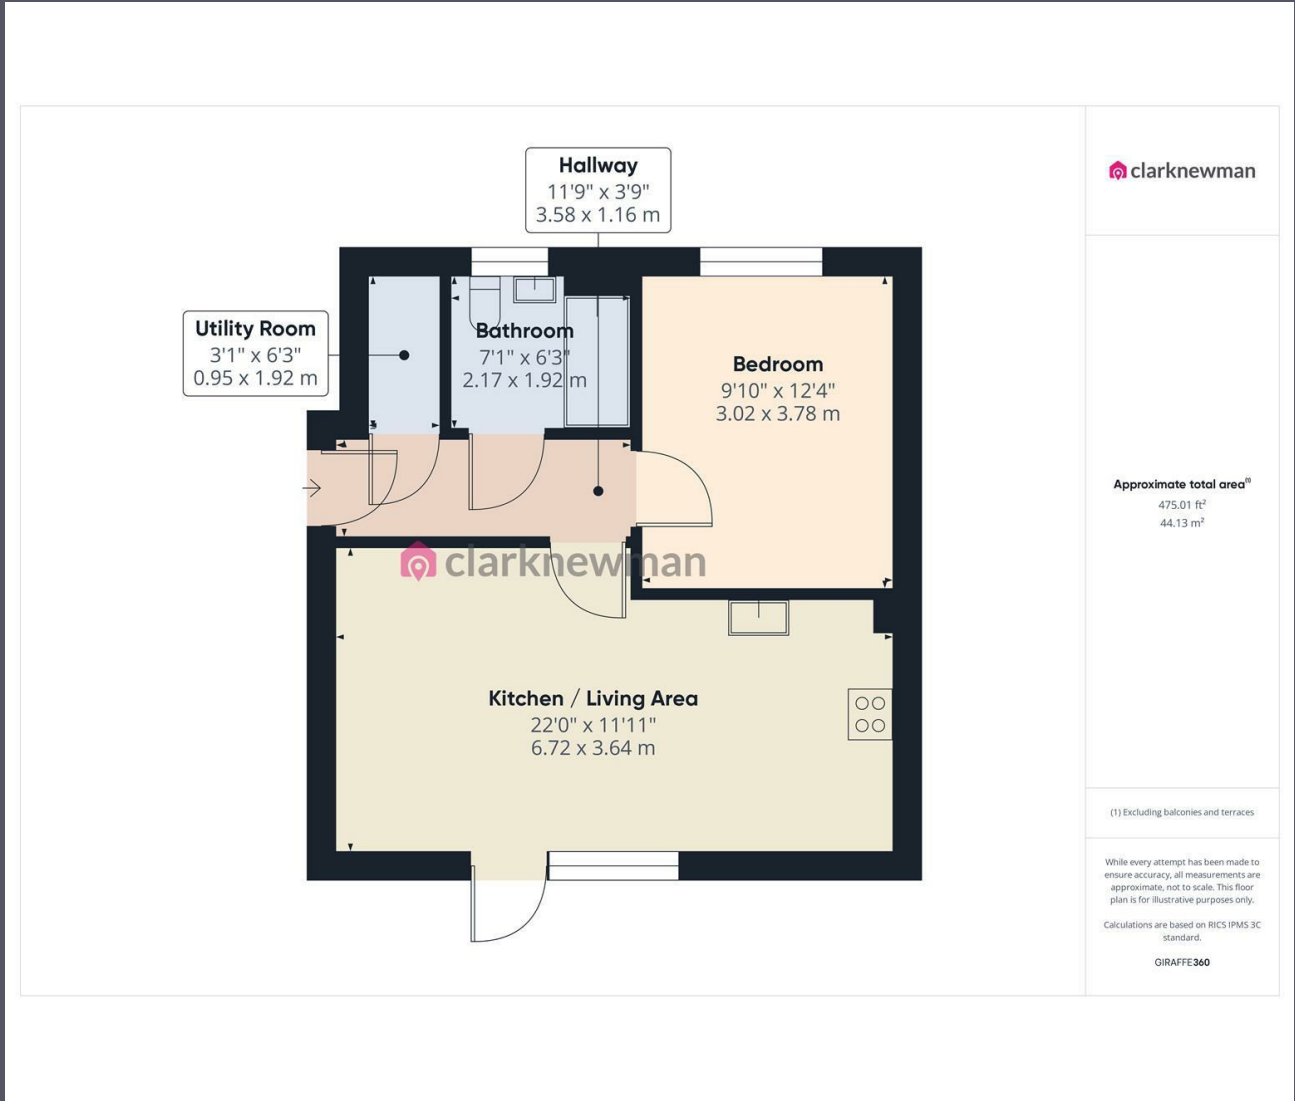 Hallway
11'9" x 3'9"
3.58 x 1.16 m
clarknewman
Utility Room
3'1" x 6'3"
0.95 x 1.92 m
Bathroom
7'1" x 6'3"
2.17 x 1.92 m
Bedroom
9'10" x 12'4"
3.02 x 3.78 m
clarknewman
Kitchen / Living Area
22'0" x 11'11"
6.72 x 3.64 m
Approximate total area(1)
475.01 ft²
44.13 m²
(1) Excluding balconies and terraces
While every attempt has been made to
ensure accuracy, all measurements are
approximate, not to scale. This floor
plan is for illustrative purposes only.
Calculations are based on RICS IPMS 3C
standard.
GIRAFFE360